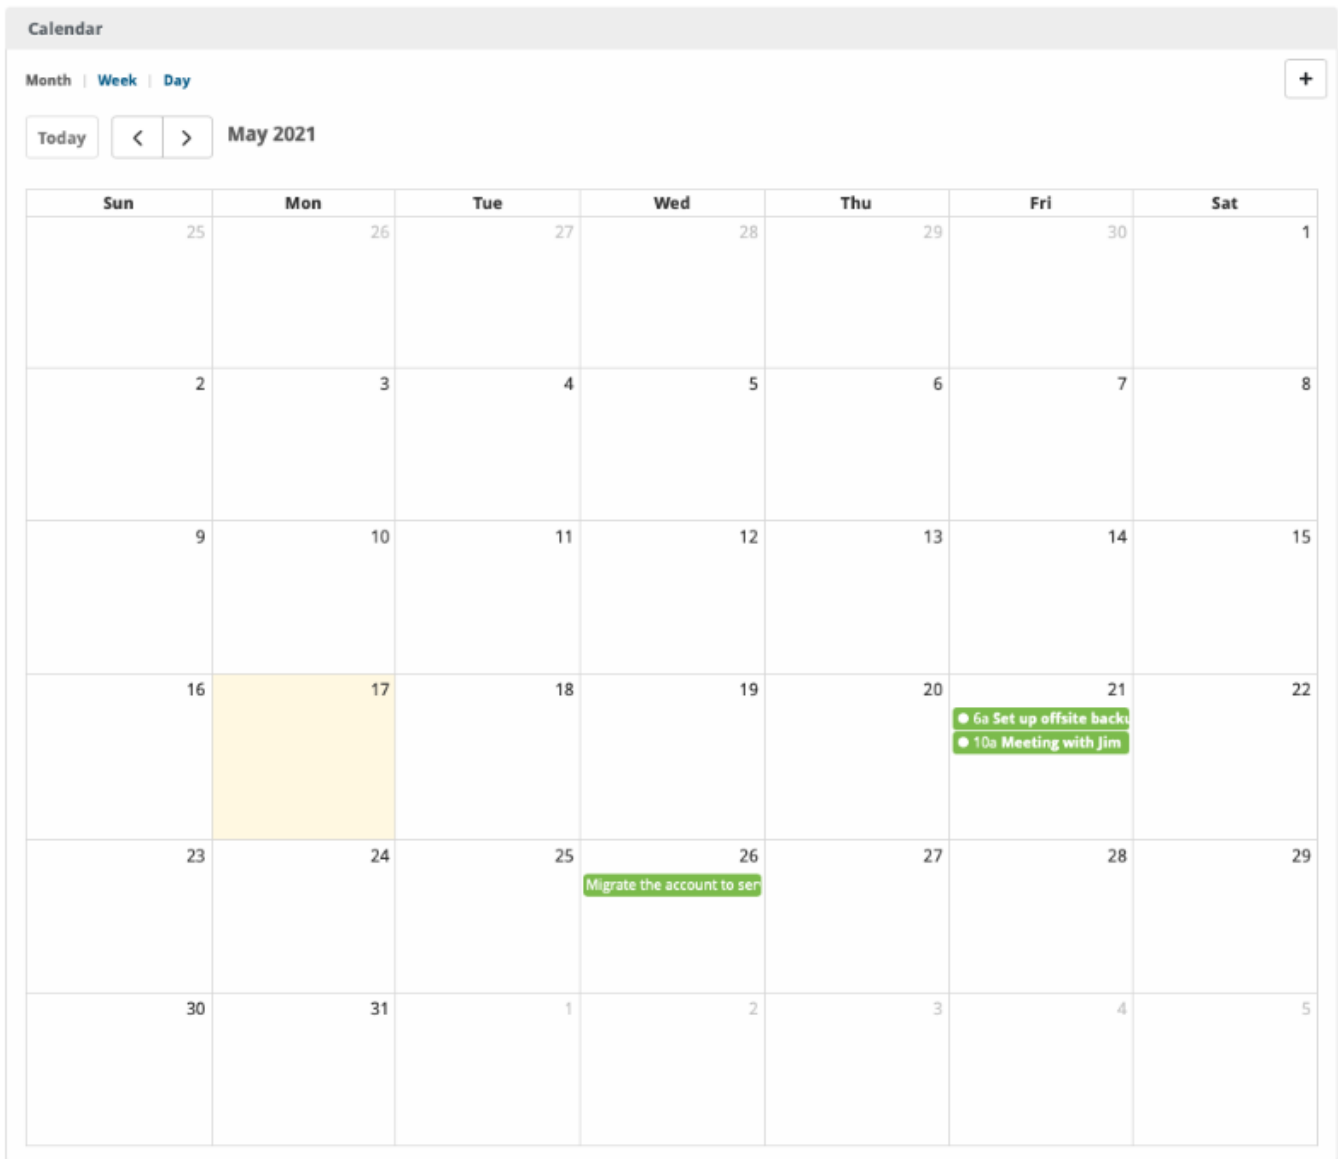 Calendar
Month | Week | Day
+
Today < > May 2021
Sun Mon Tue Wed Thu Fri Sat
25 26 27 28 29 30 1
2 3 4 5 6 7 8
9 10 11 12 13 14 15
16 17 18 19 20 21 22
6a Set up offsite
10a Meeting with Jim
23 24 25 26 27 28 29
Migrate the account to
30 31 1 2 3 4 5